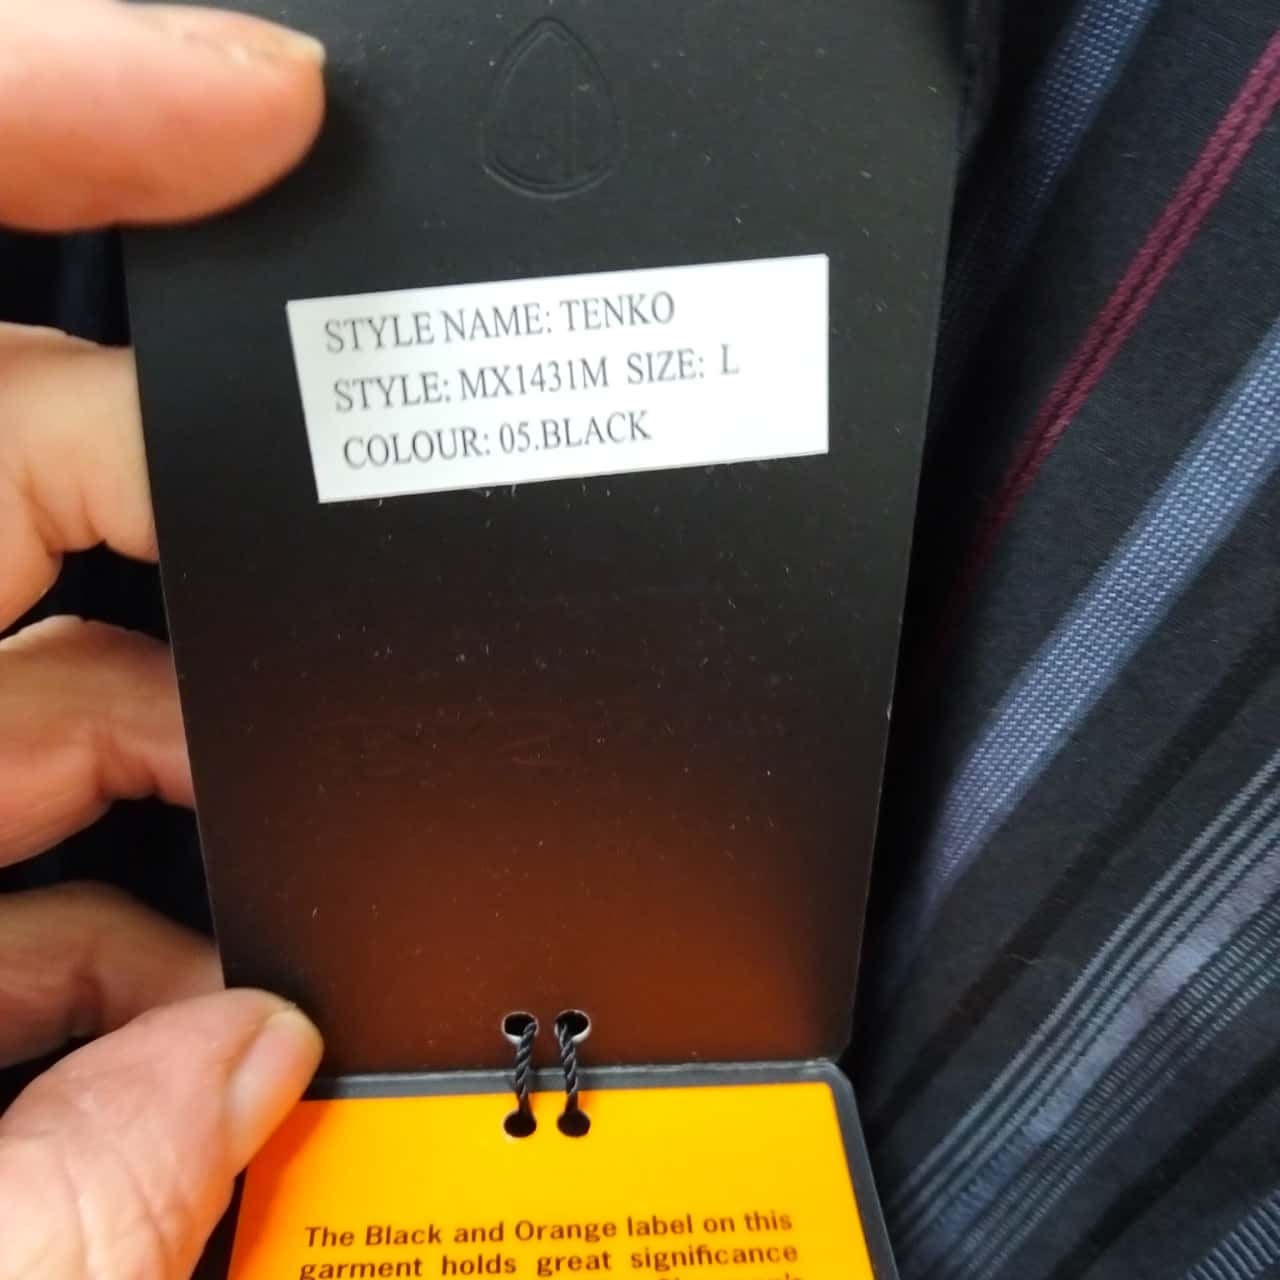 STYLE NAME: TENKO
STYLE: MX1431M SIZE: L
COLOUR: 05.BLACK
The Black and Orange label on this
garment holds great significance